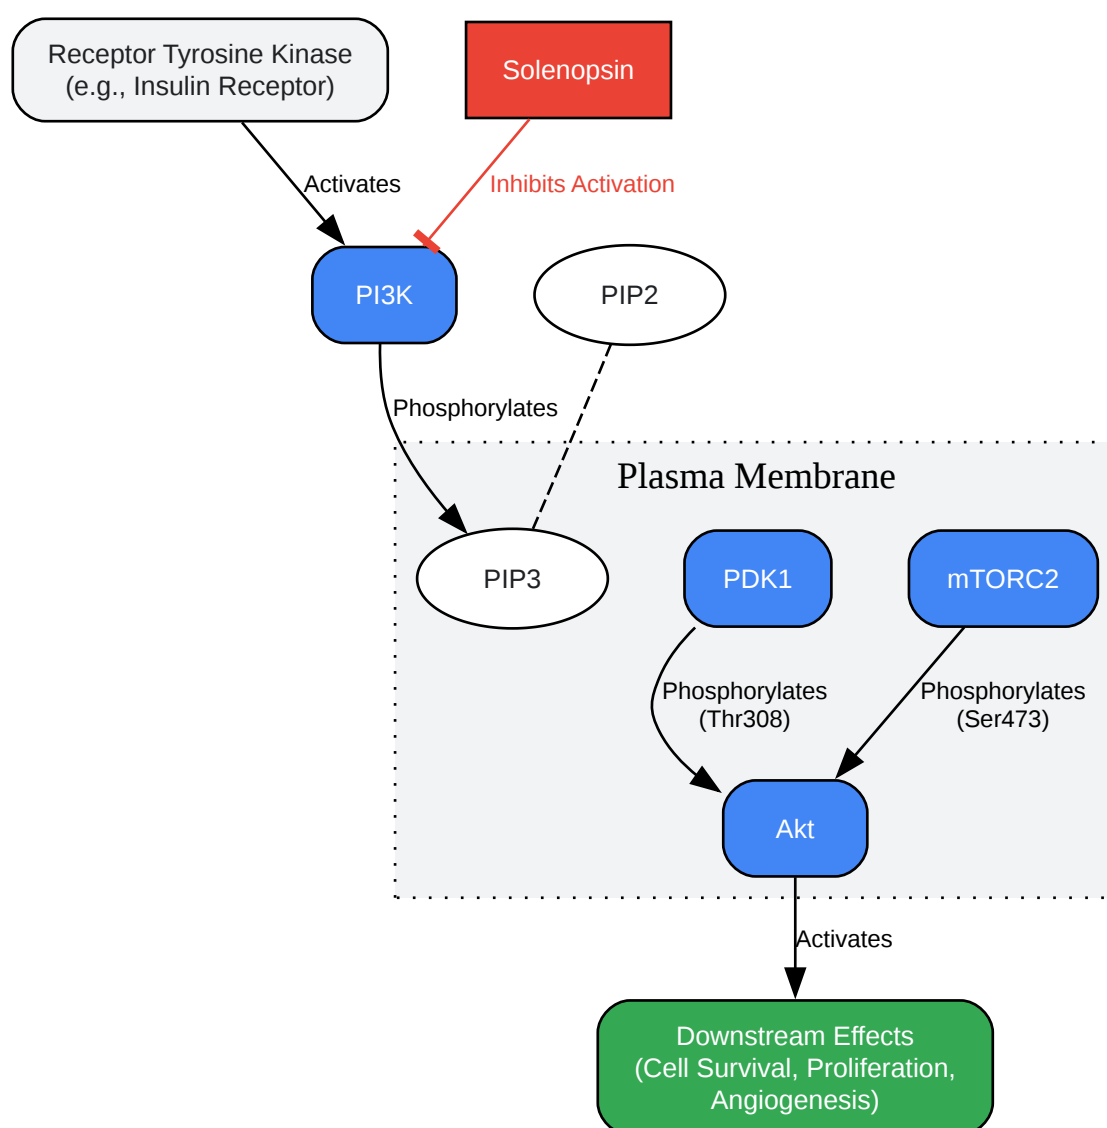 Receptor Tyrosine Kinase
(e.g., Insulin Receptor)
Solenopsin
Activates
Inhibits Activation
PI3K
PIP2
Phosphorylates
Plasma Membrane
PIP3
PDK1
mTORC2
Phosphorylates
(Thr308)
Phosphorylates
(Ser473)
Akt
Activates
Downstream Effects
(Cell Survival, Proliferation,
Angiogenesis)